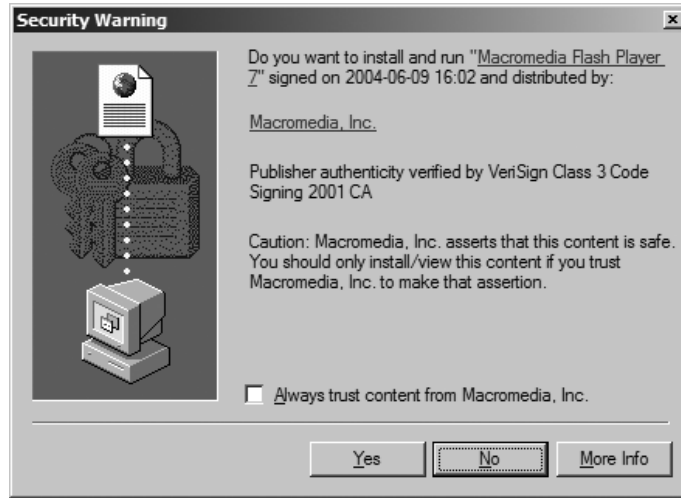 Security Warning
Do you want to install and run "Macromedia Flash Player
7" signed on 2004-06-09 16:02 and distributed by:
Macromedia, Inc.
Publisher authenticity verified by VeriSign Class 3 Code
Signing 2001 CA
Caution: Macromedia, Inc. asserts that this content is safe.
You should only install/view this content if you trust
Macromedia, Inc. to make that assertion.
Always trust content from Macromedia, Inc.
Yes No More Info